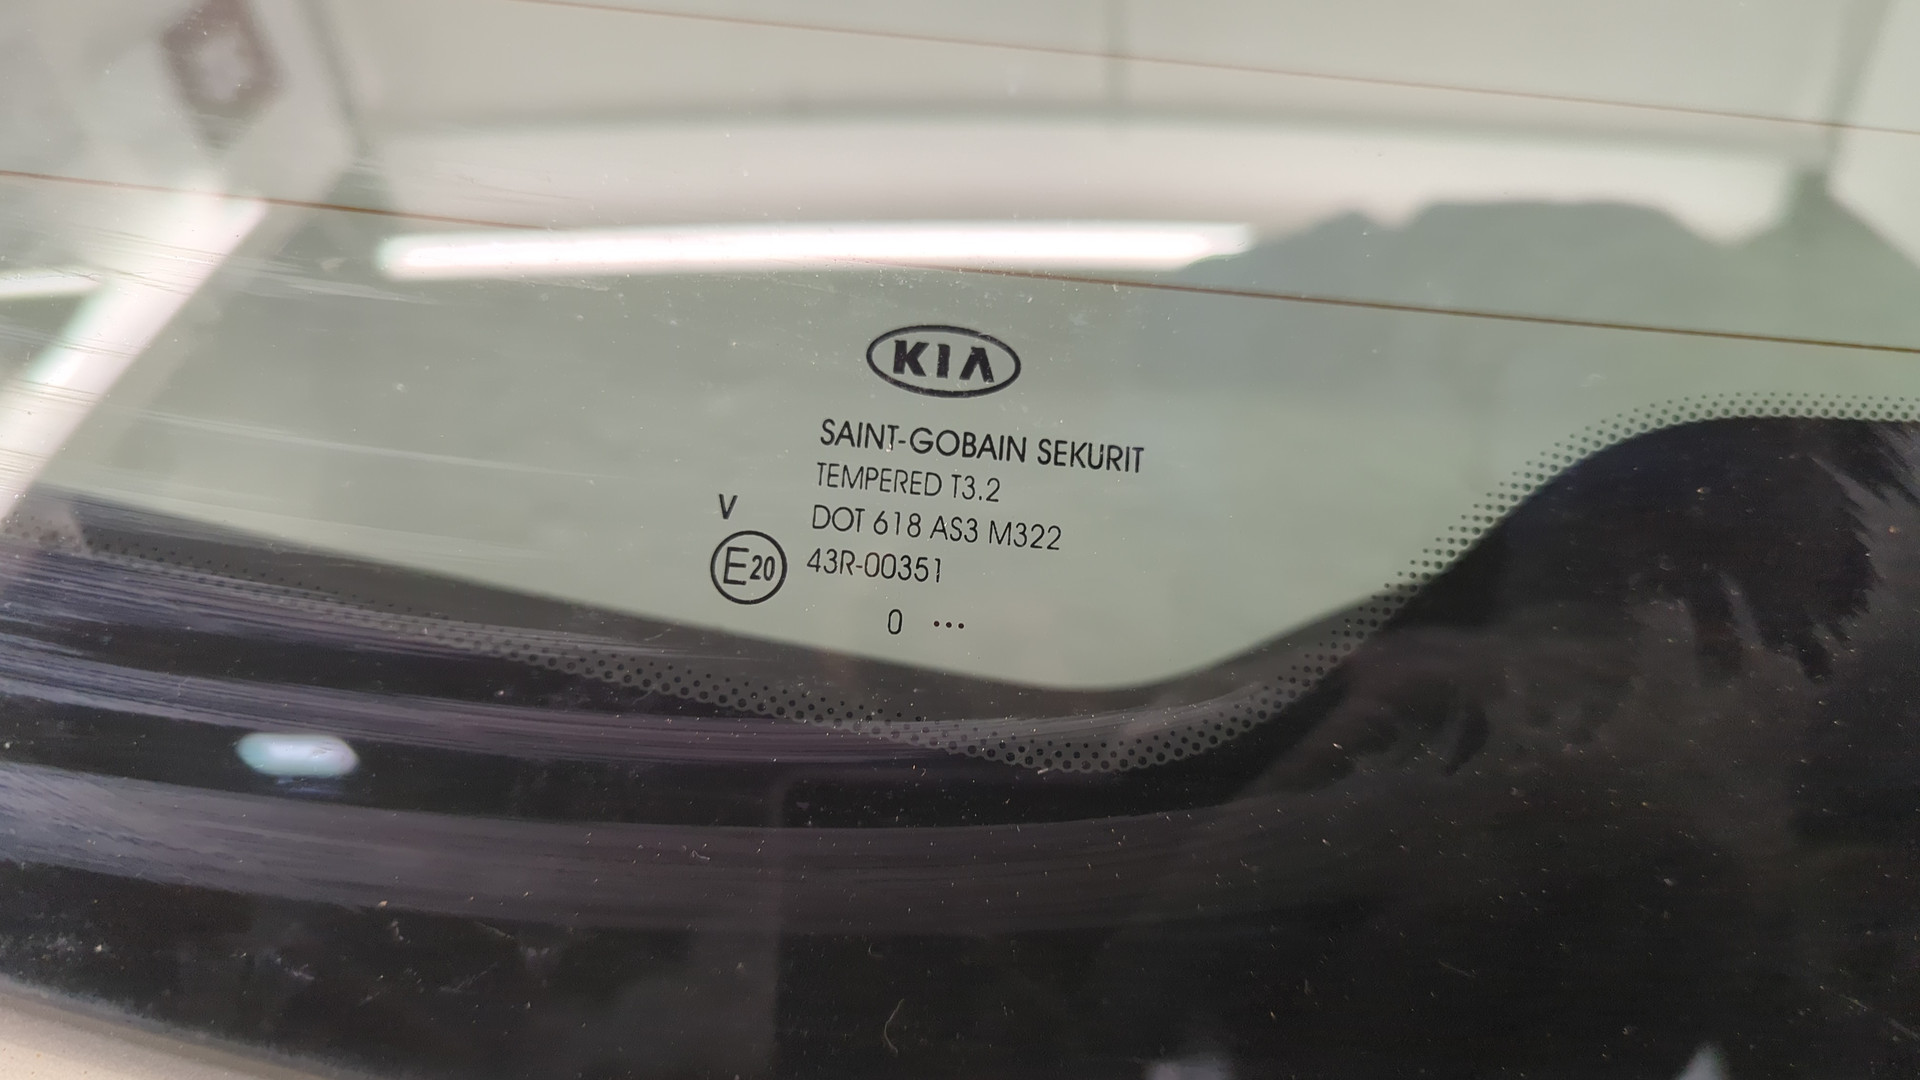 KIA
SAINT-GOBAIN SEKURIT
TEMPERED T3.2
V
DOT 618 AS3 M322
E20 43R-00351
0 ...